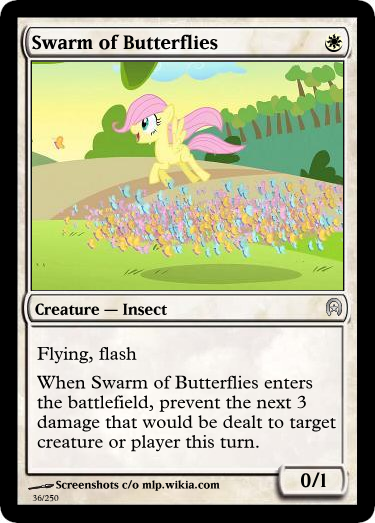 Swarm of Butterflies
Creature — Insect
Flying, flash
When Swarm of Butterflies enters
the battlefield, prevent the next 3
damage that would be dealt to target
creature or player this turn.
Screenshots c/o mlp.wikia.com
0/1
36/250